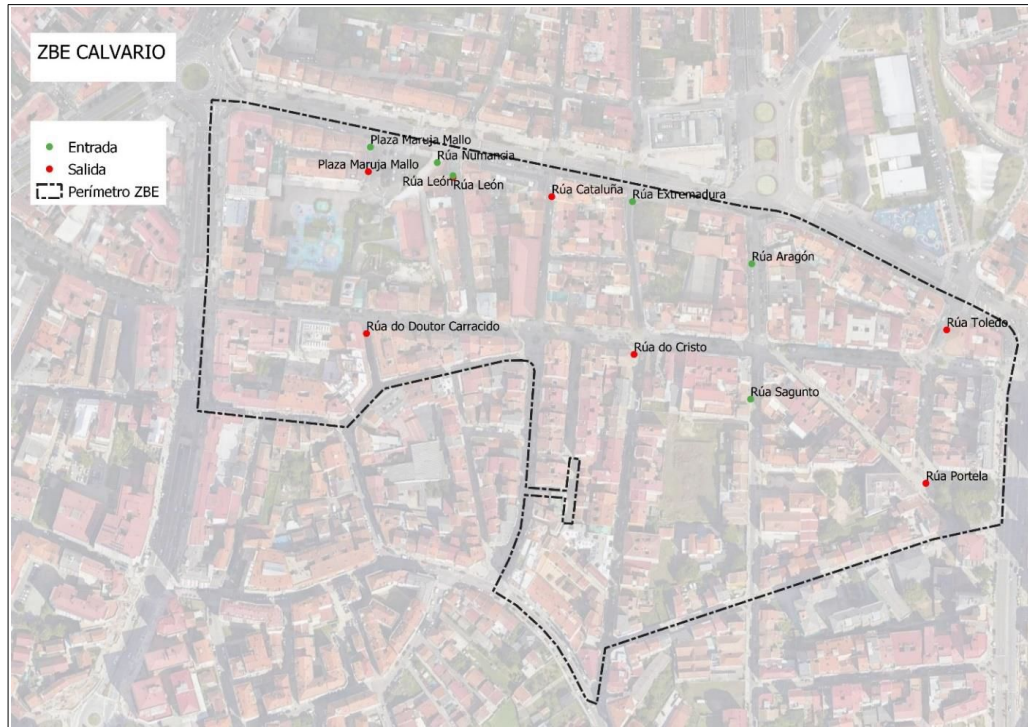 ZBE CALVARIO
Entrada
Salida
Perímetro ZBE
Plaza Maruja Mallo
Plaza Maruja Mallo
Rúa Numancia
Rúa León
Rúa León
Rúa Cataluña
Rúa Extremadura
Rúa Aragón
Rúa do Doutor Carracido
Rúa Toledo
Rúa do Cristo
Rúa Sagunto
Rúa Portela